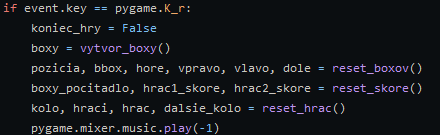 if event.key == pygame.K_r:
    koniec_hry = False
    boxy = vytvor_boxy()
    pozicia, bbox, hore, vpravo, vlavo, dole = reset_boxov()
    boxy_pocitadlo, hrac1_skore, hrac2_skore = reset_skore()
    kolo, hraci, hrac, dalsie_kolo = reset_hrac()
    pygame.mixer.music.play(-1)